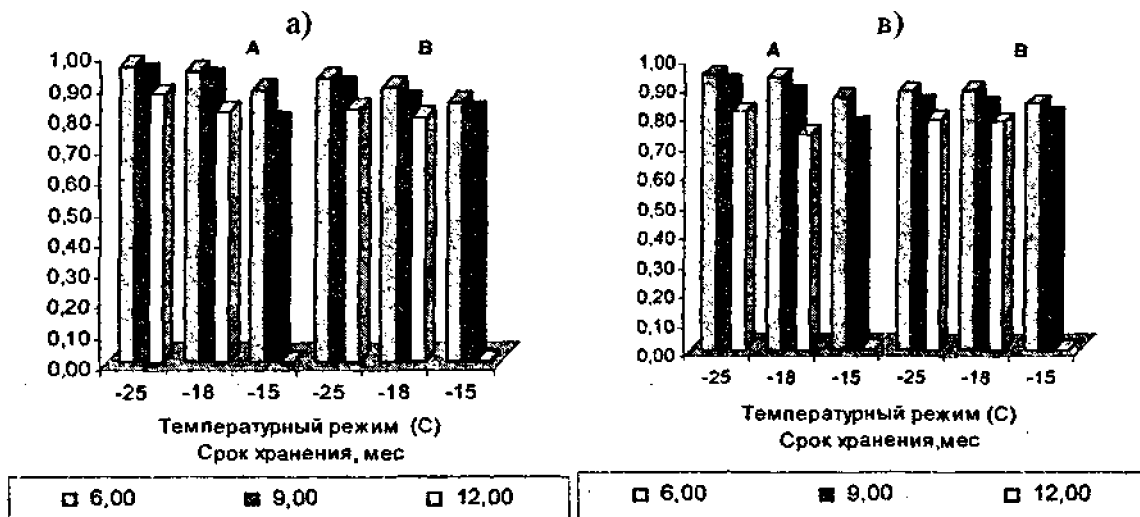 а)
А В
1,00
0,90
0,80
0,70
0,60
0,50
0,40
0,30
0,20
0,10
0,00
-25 -18 -15 -25 -18 -15
Температурный режим (С)
Срок хранения, мес
6,00 9,00 12,00
в)
А В
1,00
0,90
0,80
0,70
0,60
0,50
0,40
0,30
0,20
0,10
0,00
-25 -18 -15 -25 -18 -15
Температурный режим (С)
Срок хранения,мес
6,00 9,00 12,00